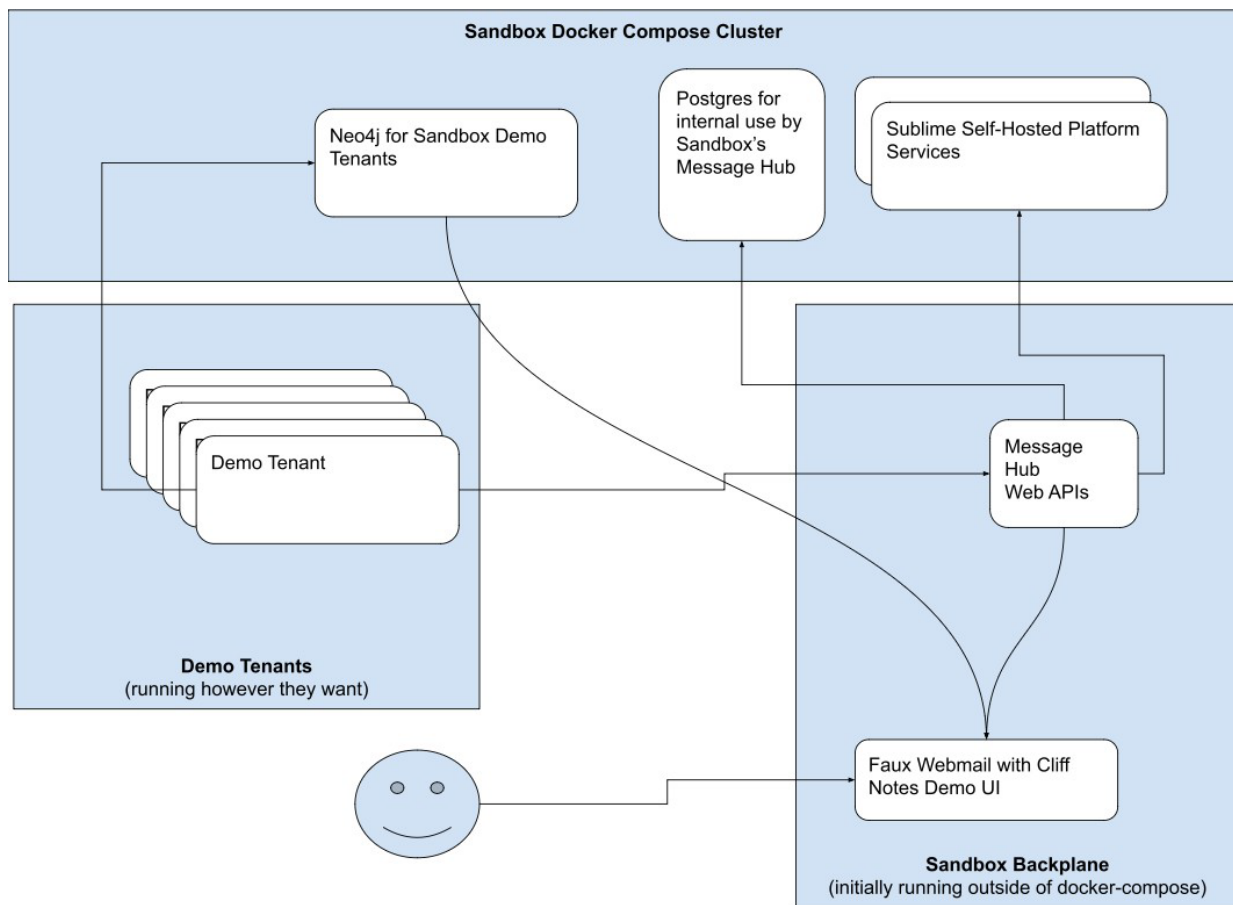 Sandbox Docker Compose Cluster
Neo4j for Sandbox Demo
Tenants
Postgres for
internal use by
Sandbox's
Message Hub
Sublime Self-Hosted Platform
Services
Demo Tenant
Demo Tenants
(running however they want)
Message
Hub
Web APIs
Faux Webmail with Cliff
Notes Demo UI
Sandbox Backplane
(initially running outside of docker-compose)